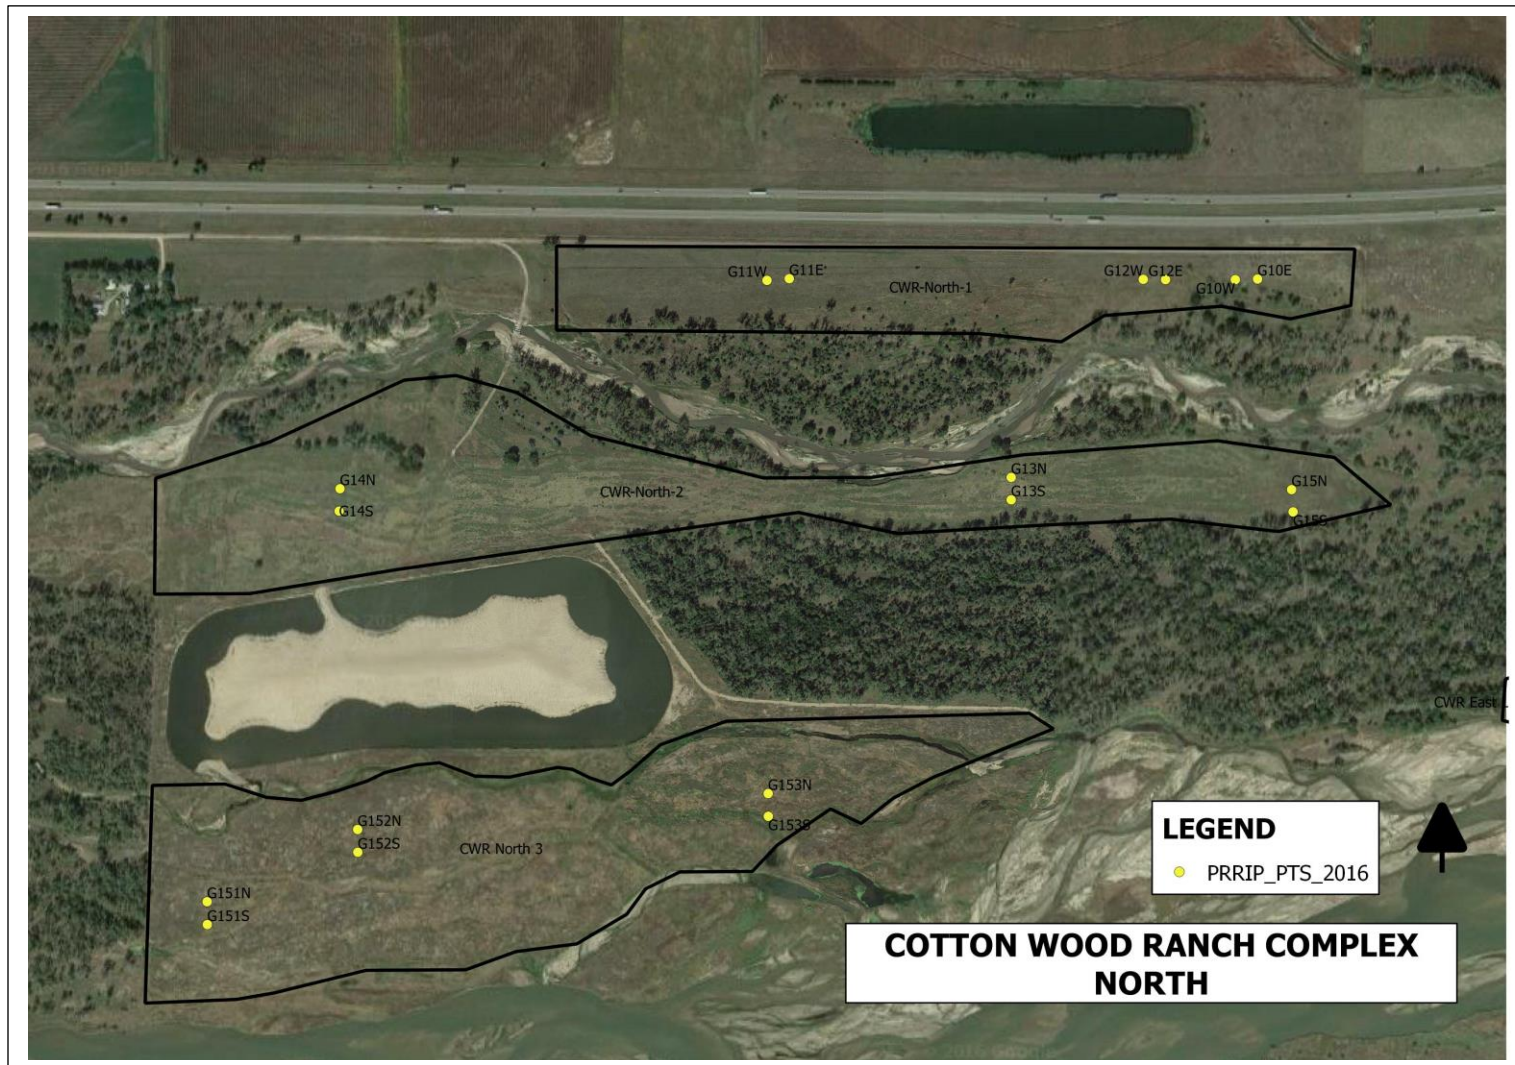 G11W
G11E
G12W
G12E
G10W
G10E
CWR-North-1
G14N
G14S
CWR-North-2
G13N
G13S
G15N
G15S
CWR East
G153N
G153S
G152N
G152S
CWR North 3
G151N
G151S
LEGEND
PRRIP_PTS_2016
COTTON WOOD RANCH COMPLEX
NORTH